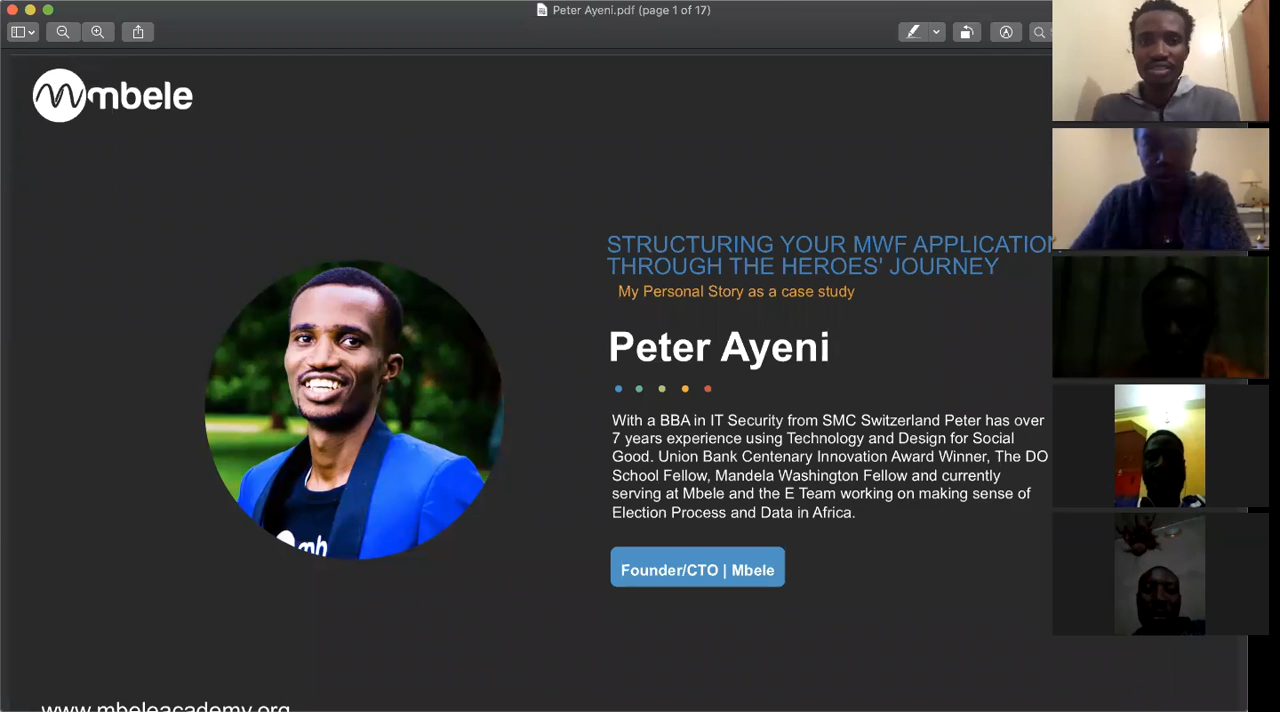 Peter Ayeni.pdf (page 1 of 17)
mbele
STRUCTURING YOUR MWF APPLICATION
THROUGH THE HEROES' JOURNEY
My Personal Story as a case study
Peter Ayeni
With a BBA in IT Security from SMC Switzerland Peter has over
7 years experience using Technology and Design for Social
Good. Union Bank Centenary Innovation Award Winner, The DO
School Fellow, Mandela Washington Fellow and currently
serving at Mbele and the E Team working on making sense of
Election Process and Data in Africa.
mb
Founder/CTO | Mbele
www.mbeleacademy.org